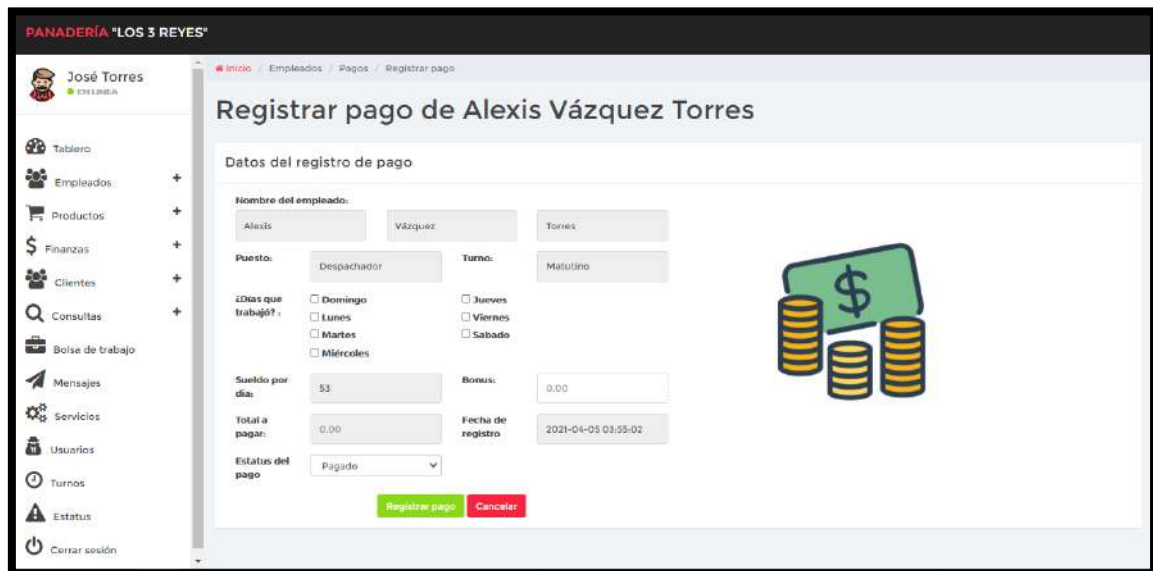 PANADERÍA "LOS 3 REYES"
José Torres
EN LINEA
Tablero
Empleados +
Productos +
Finanzas +
Clientes +
Consultas +
Bolsa de trabajo
Mensajes
Servicios
Usuarios
Turnos
Estatus
Cerrar sesión
Inicio / Empleados / Pagos / Registrar pago
Registrar pago de Alexis Vázquez Torres
Datos del registro de pago
Nombre del empleado:
Alexis Vázquez Torres
Puesto: Despachador Turno: Matutino
¿Días que trabajó? :
Domingo Jueves
Lunes Viernes
Martes Sabado
Miércoles
Sueldo por día: 53 Bonus: 0.00
Total a pagar: 0.00 Fecha de registro 2021-04-05 03:55:02
Estatus del pago Pagado
Registrar pago Cancelar
$